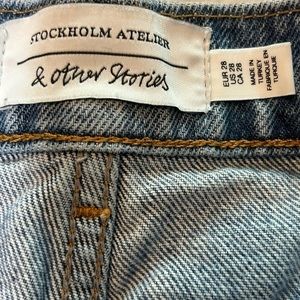 STOCKHOLM ATELIER
& Other Stories
EUR 28
US 28
CA 28
MADE IN
TURKEY
FABRIQUÉ EN
TURQUIE